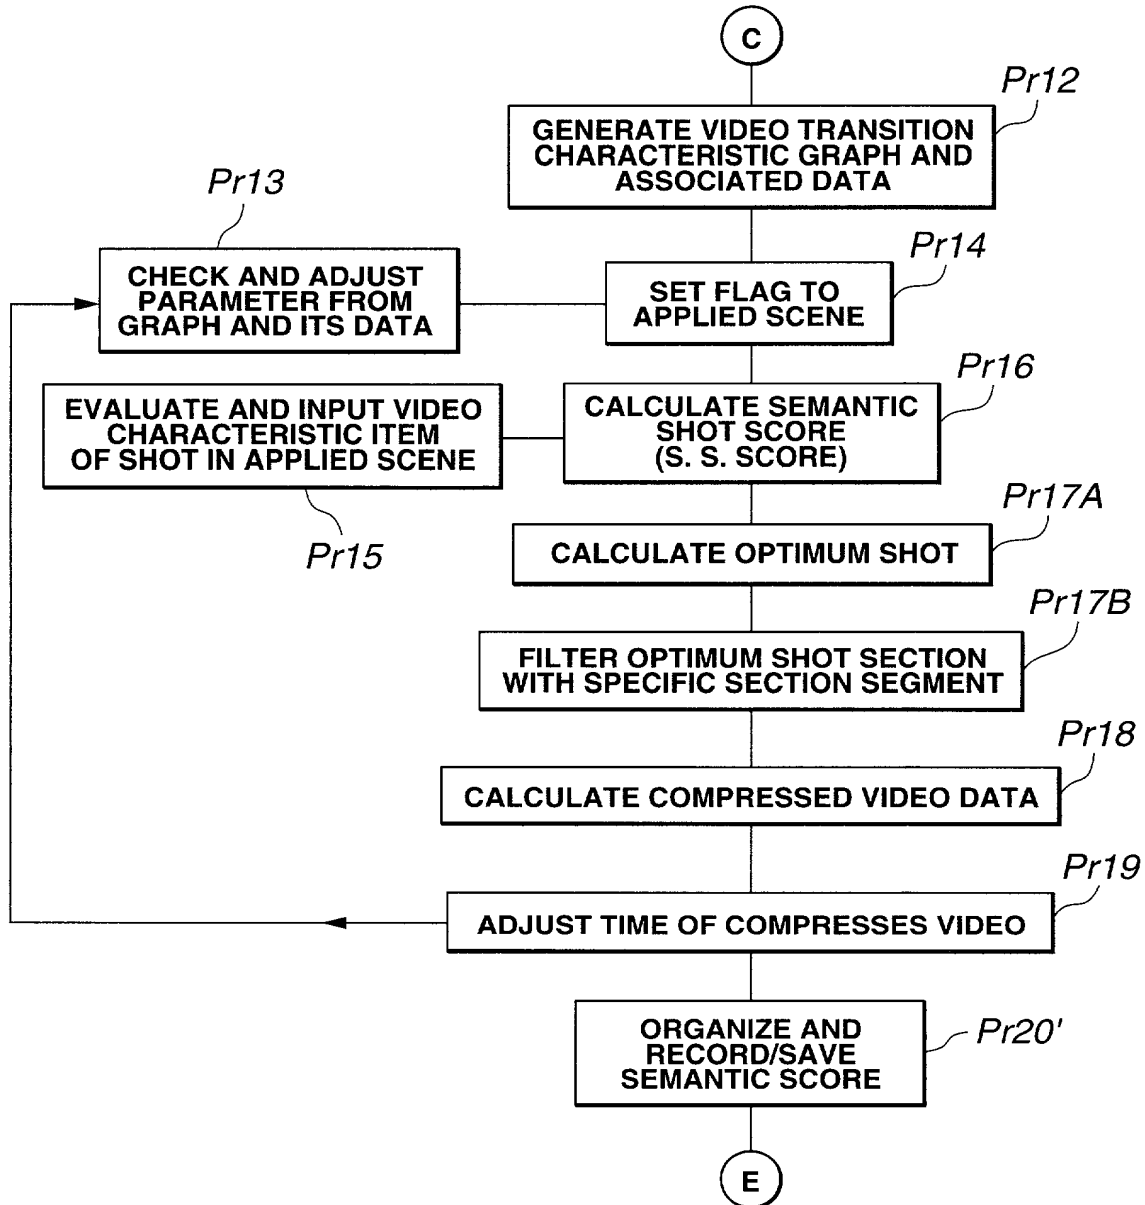 C
Pr12
GENERATE VIDEO TRANSITION
CHARACTERISTIC GRAPH AND
ASSOCIATED DATA
Pr13
CHECK AND ADJUST
PARAMETER FROM
GRAPH AND ITS DATA
Pr14
SET FLAG TO
APPLIED SCENE
EVALUATE AND INPUT VIDEO
CHARACTERISTIC ITEM
OF SHOT IN APPLIED SCENE
Pr15
Pr16
CALCULATE SEMANTIC
SHOT SCORE
(S. S. SCORE)
Pr17A
CALCULATE OPTIMUM SHOT
Pr17B
FILTER OPTIMUM SHOT SECTION
WITH SPECIFIC SECTION SEGMENT
Pr18
CALCULATE COMPRESSED VIDEO DATA
Pr19
ADJUST TIME OF COMPRESSES VIDEO
ORGANIZE AND
RECORD/SAVE
SEMANTIC SCORE
Pr20'
E